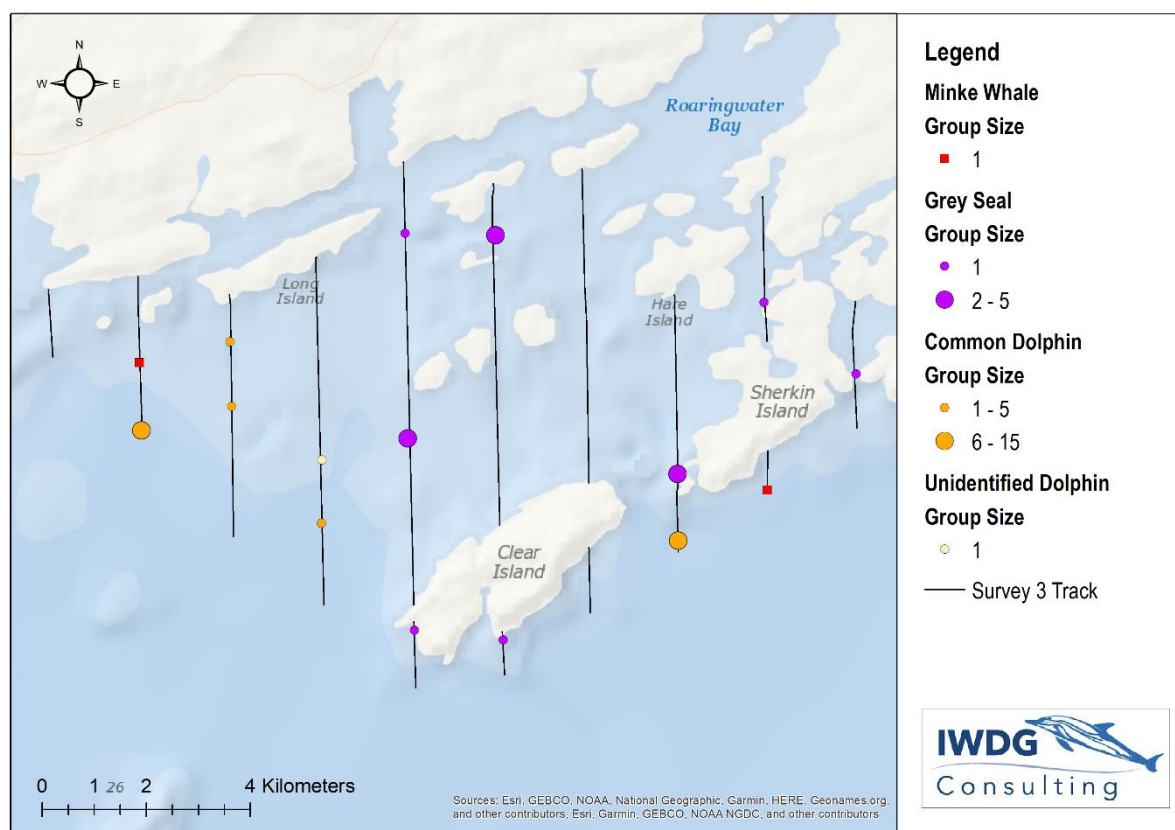 N
W E
S
Roaringwater
Bay
Long
Island
Hare
Island
Sherkin
Island
Clear
Island
0 1 26 2 4 Kilometers
Sources: Esri, GEBCO, NOAA, National Geographic, Garmin, HERE, Geonames.org,
and other contributors, Esri, Garmin, GEBCO, NOAA NGDC, and other contributors
Legend
Minke Whale
Group Size
1
Grey Seal
Group Size
1
2 - 5
Common Dolphin
Group Size
1 - 5
6 - 15
Unidentified Dolphin
Group Size
1
Survey 3 Track
IWDG
Consulting